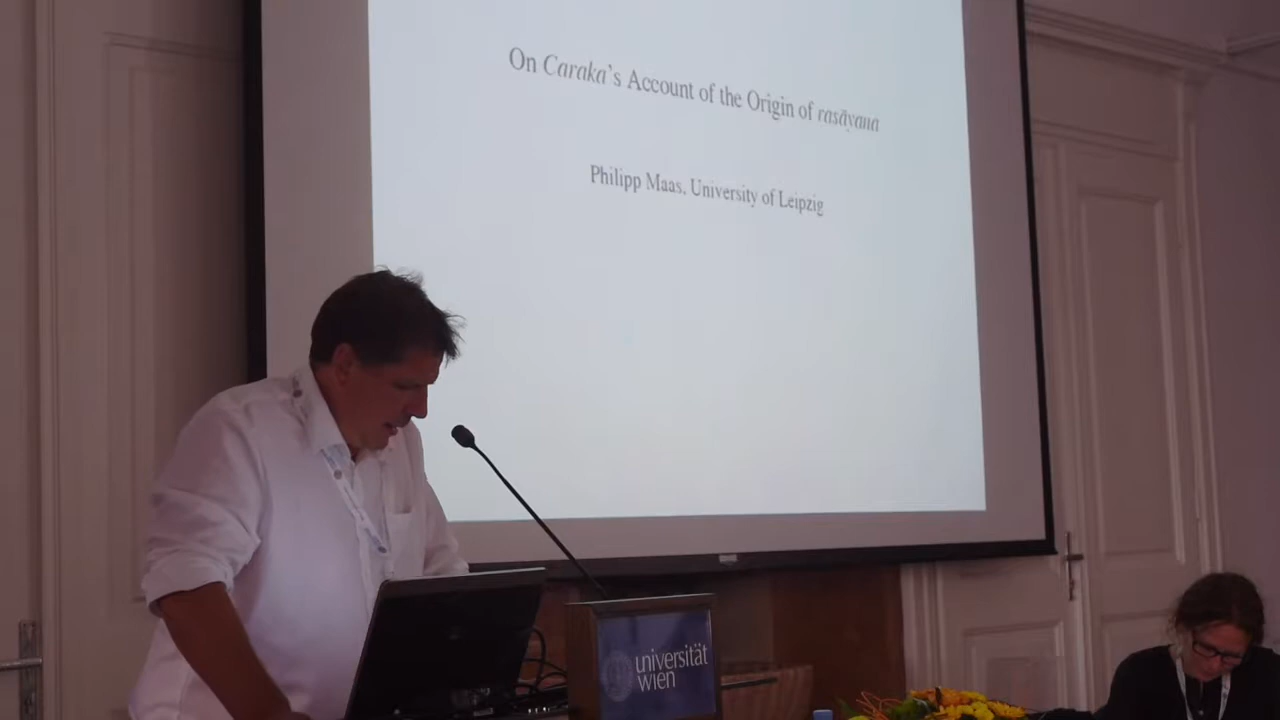 On Caraka`s Account of the Origin of rasāyana
Philipp Maas, University of Leipzig
universität
wien